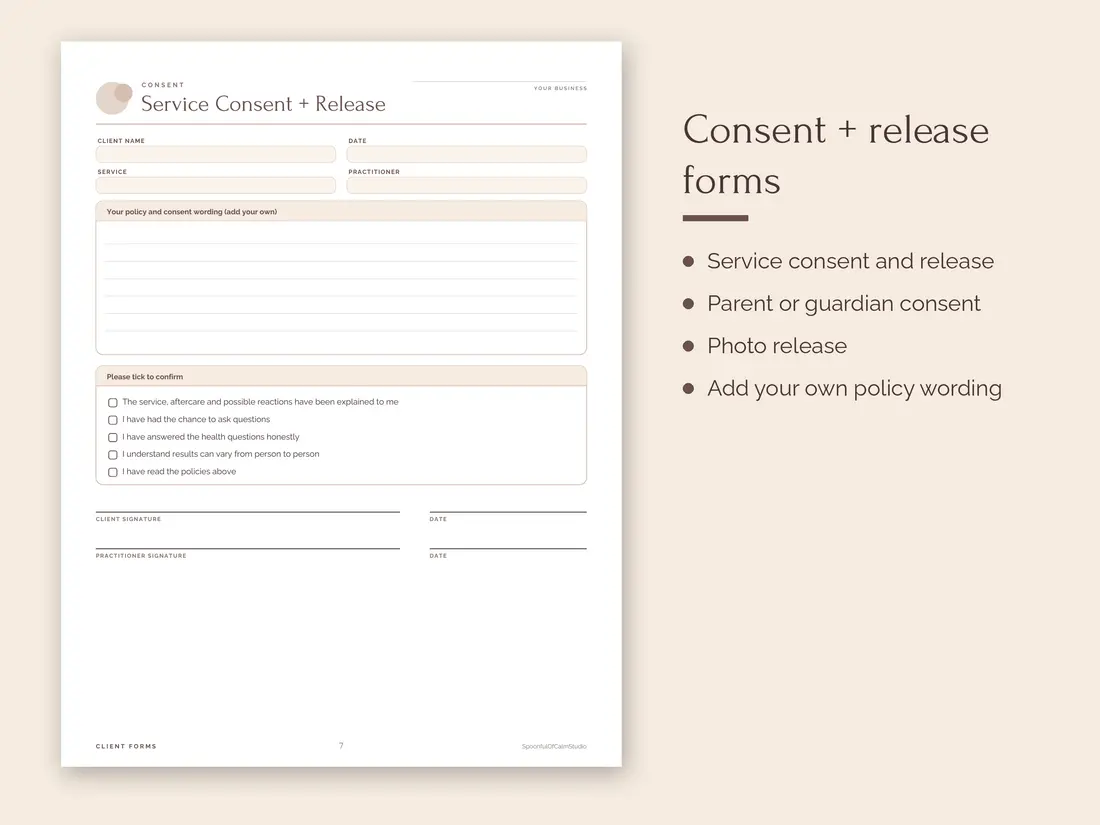 CONSENT
Service Consent + Release
YOUR BUSINESS
CLIENT NAME
DATE
SERVICE
PRACTITIONER
Your policy and consent wording (add your own)
Please tick to confirm
The service, aftercare and possible reactions have been explained to me
I have had the chance to ask questions
I have answered the health questions honestly
I understand results can vary from person to person
I have read the policies above
CLIENT SIGNATURE
DATE
PRACTITIONER SIGNATURE
DATE
CLIENT FORMS
7
SpoonfulOfCalmStudio
Consent + release
forms
Service consent and release
Parent or guardian consent
Photo release
Add your own policy wording